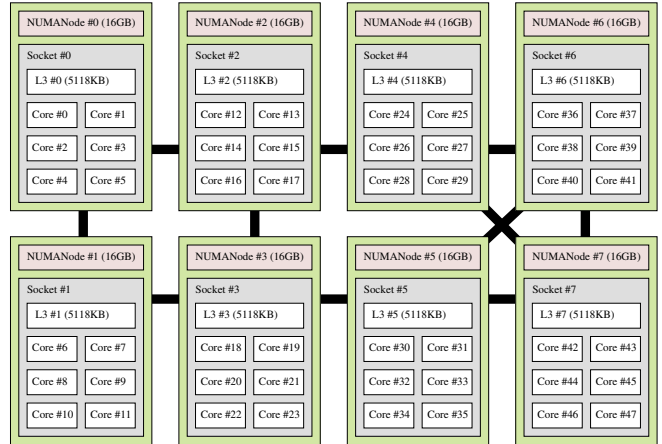 NUMANode #0 (16GB)
Socket #0
L3 #0 (5118KB)
Core #0 Core #1
Core #2 Core #3
Core #4 Core #5
NUMANode #2 (16GB)
Socket #2
L3 #2 (5118KB)
Core #12 Core #13
Core #14 Core #15
Core #16 Core #17
NUMANode #4 (16GB)
Socket #4
L3 #4 (5118KB)
Core #24 Core #25
Core #26 Core #27
Core #28 Core #29
NUMANode #6 (16GB)
Socket #6
L3 #6 (5118KB)
Core #36 Core #37
Core #38 Core #39
Core #40 Core #41
NUMANode #1 (16GB)
Socket #1
L3 #1 (5118KB)
Core #6 Core #7
Core #8 Core #9
Core #10 Core #11
NUMANode #3 (16GB)
Socket #3
L3 #3 (5118KB)
Core #18 Core #19
Core #20 Core #21
Core #22 Core #23
NUMANode #5 (16GB)
Socket #5
L3 #5 (5118KB)
Core #30 Core #31
Core #32 Core #33
Core #34 Core #35
NUMANode #7 (16GB)
Socket #7
L3 #7 (5118KB)
Core #42 Core #43
Core #44 Core #45
Core #46 Core #47